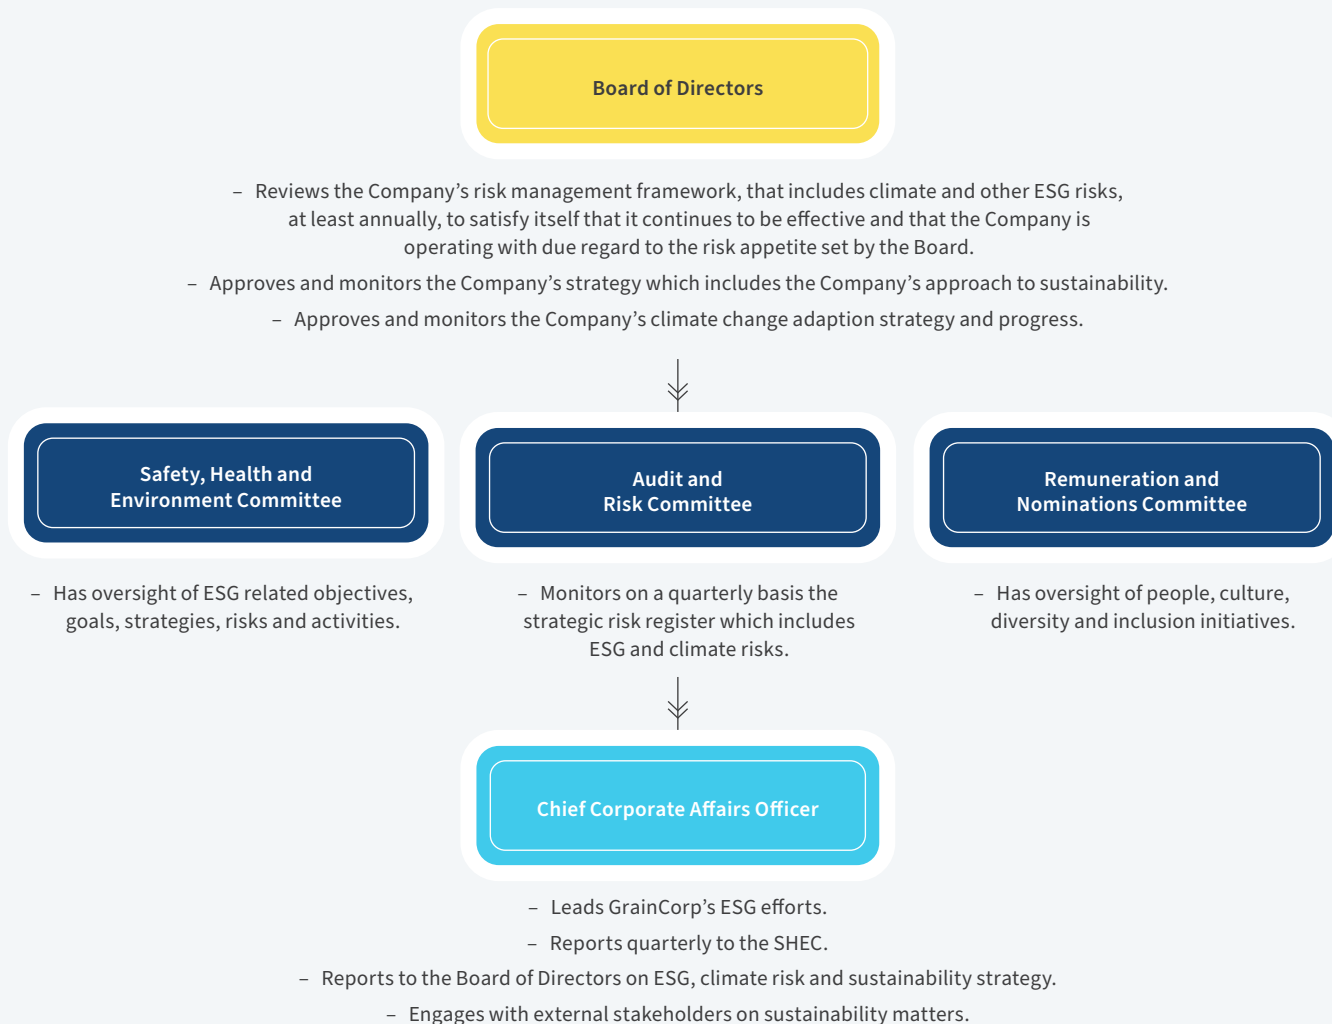 Board of Directors
– Reviews the Company’s risk management framework, that includes climate and other ESG risks,
at least annually, to satisfy itself that it continues to be effective and that the Company is
operating with due regard to the risk appetite set by the Board.
– Approves and monitors the Company’s strategy which includes the Company’s approach to sustainability.
– Approves and monitors the Company’s climate change adaption strategy and progress.
Safety, Health and
Environment Committee
– Has oversight of ESG related objectives,
goals, strategies, risks and activities.
Audit and
Risk Committee
– Monitors on a quarterly basis the
strategic risk register which includes
ESG and climate risks.
Remuneration and
Nominations Committee
– Has oversight of people, culture,
diversity and inclusion initiatives.
Chief Corporate Affairs Officer
– Leads GrainCorp’s ESG efforts.
– Reports quarterly to the SHEC.
– Reports to the Board of Directors on ESG, climate risk and sustainability strategy.
– Engages with external stakeholders on sustainability matters.